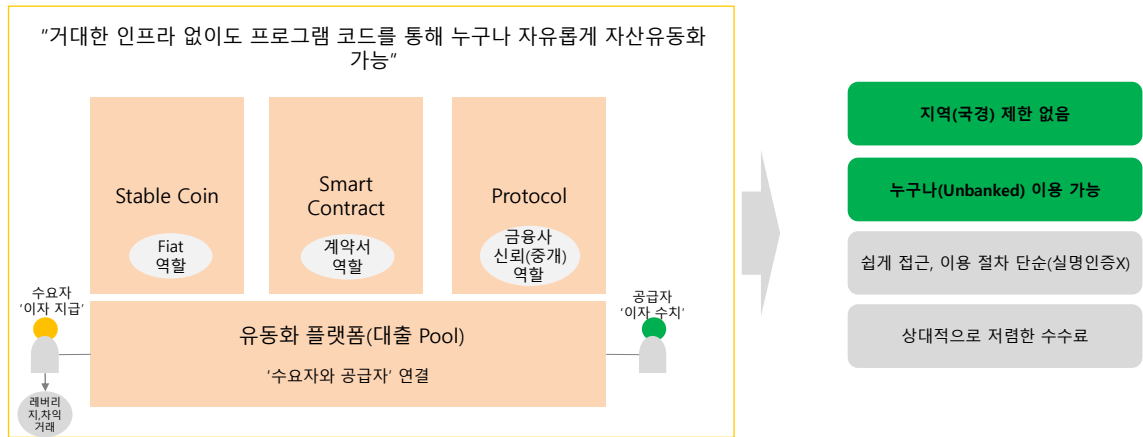 "거대한 인프라 없이도 프로그램 코드를 통해 누구나 자유롭게 자산유동화
가능"
Stable Coin
Fiat
역할
Smart
Contract
계약서
역할
Protocol
금융사
신뢰(중개)
역할
수요자
'이자 지급'
레버리
지,차익
거래
유동화 플랫폼(대출 Pool)
'수요자와 공급자' 연결
공급자
'이자 수치'
지역(국경) 제한 없음
누구나(Unbanked) 이용 가능
쉽게 접근, 이용 절차 단순(실명인증X)
상대적으로 저렴한 수수료